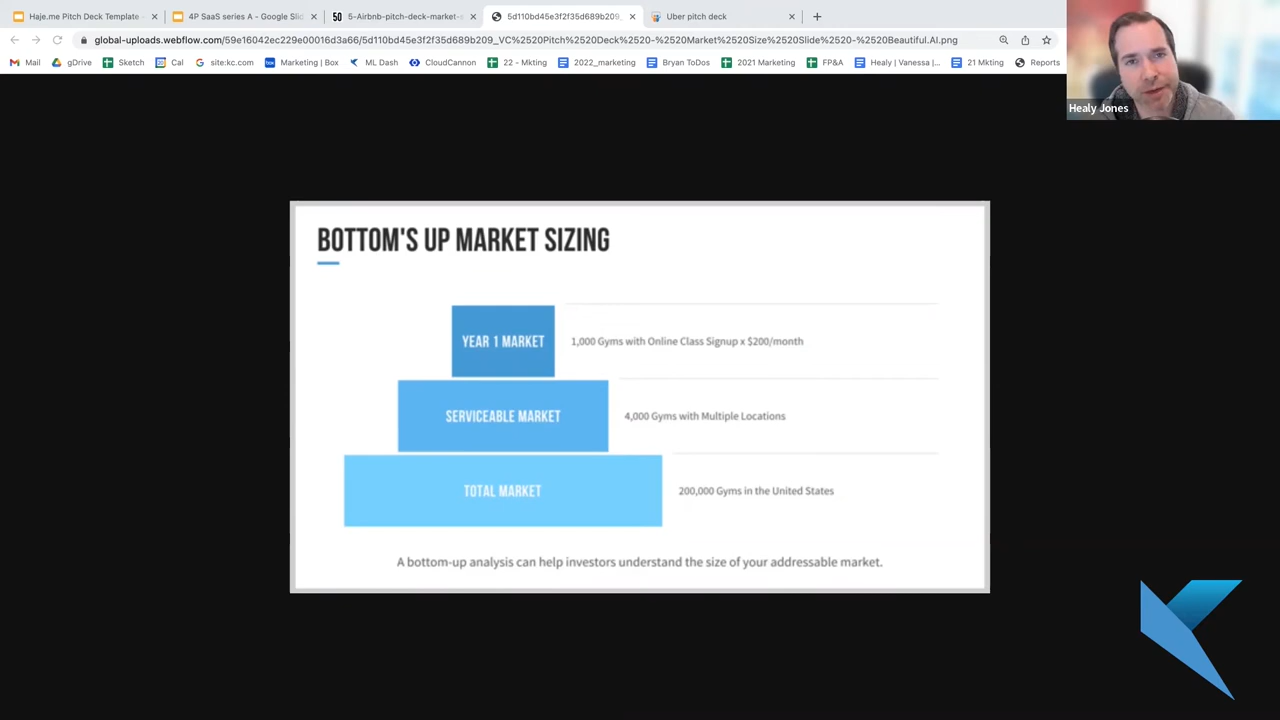 Haje.me Pitch Deck Template
4P SaaS series A - Google Slid
5-Airbnb-pitch-deck-market-s
5d110bd45e3f2f35d689b209_
Uber pitch deck
global-uploads.webflow.com/59e16042ec229e00016d3a66/5d110bd45e3f2f35d689b209_VC%2520Pitch%2520Deck%2520-%2520Market%2520Size%2520Slide%2520-%2520Beautiful.AI.png
Mail
gDrive
Sketch
Cal
site:kc.com
Marketing | Box
ML Dash
CloudCannon
22 - Mkting
2022_marketing
Bryan ToDos
2021 Marketing
FP&A
Healy | Vanessa |...
21 Mkting
Reports
Healy Jones
BOTTOM'S UP MARKET SIZING
YEAR 1 MARKET
1,000 Gyms with Online Class Signup x $200/month
SERVICEABLE MARKET
4,000 Gyms with Multiple Locations
TOTAL MARKET
200,000 Gyms in the United States
A bottom-up analysis can help investors understand the size of your addressable market.